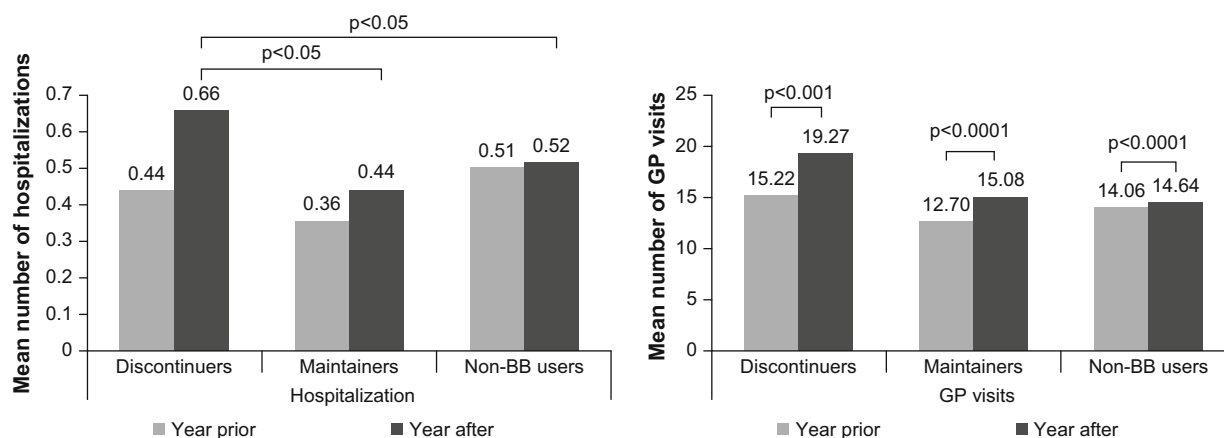 p<0.05
p<0.05
Mean number of hospitalizations
0.7
0.6
0.5
0.4
0.3
0.2
0.1
0
0.44
0.66
0.36
0.44
0.51
0.52
Discontinuers Maintainers Non-BB users
Hospitalization
Year prior Year after
Mean number of GP visits
25
20
15
10
5
0
p<0.001
p<0.0001
p<0.0001
15.22
19.27
12.70
15.08
14.06
14.64
Discontinuers Maintainers Non-BB users
GP visits
Year prior Year after